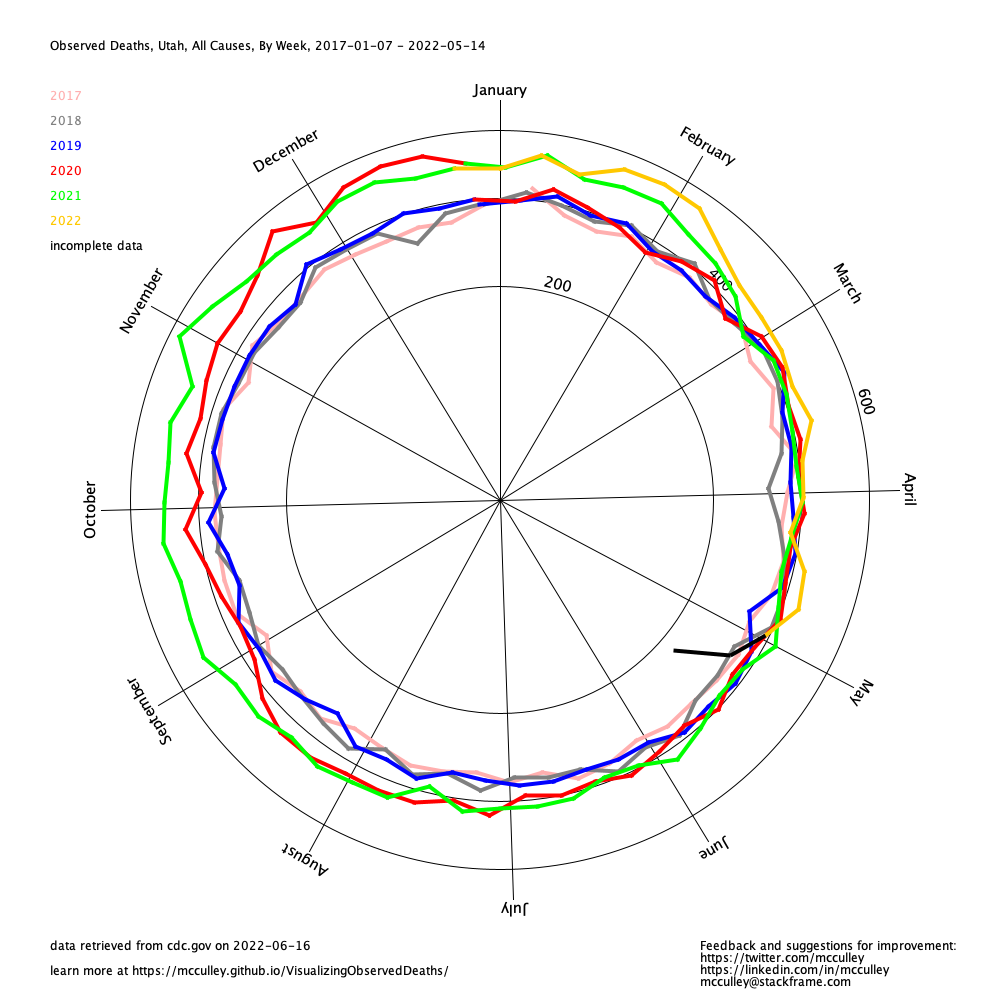 Observed Deaths, Utah, All Causes, By Week, 2017-01-07 - 2022-05-14
2017
2018
2019
2020
2021
2022
incomplete data
January
February
March
April
May
June
July
August
September
October
November
December
200
400
600
data retrieved from cdc.gov on 2022-06-16
learn more at https://mcculley.github.io/VisualizingObservedDeaths/
Feedback and suggestions for improvement:
https://twitter.com/mcculley
https://linkedin.com/in/mcculley
mcculley@stackframe.com